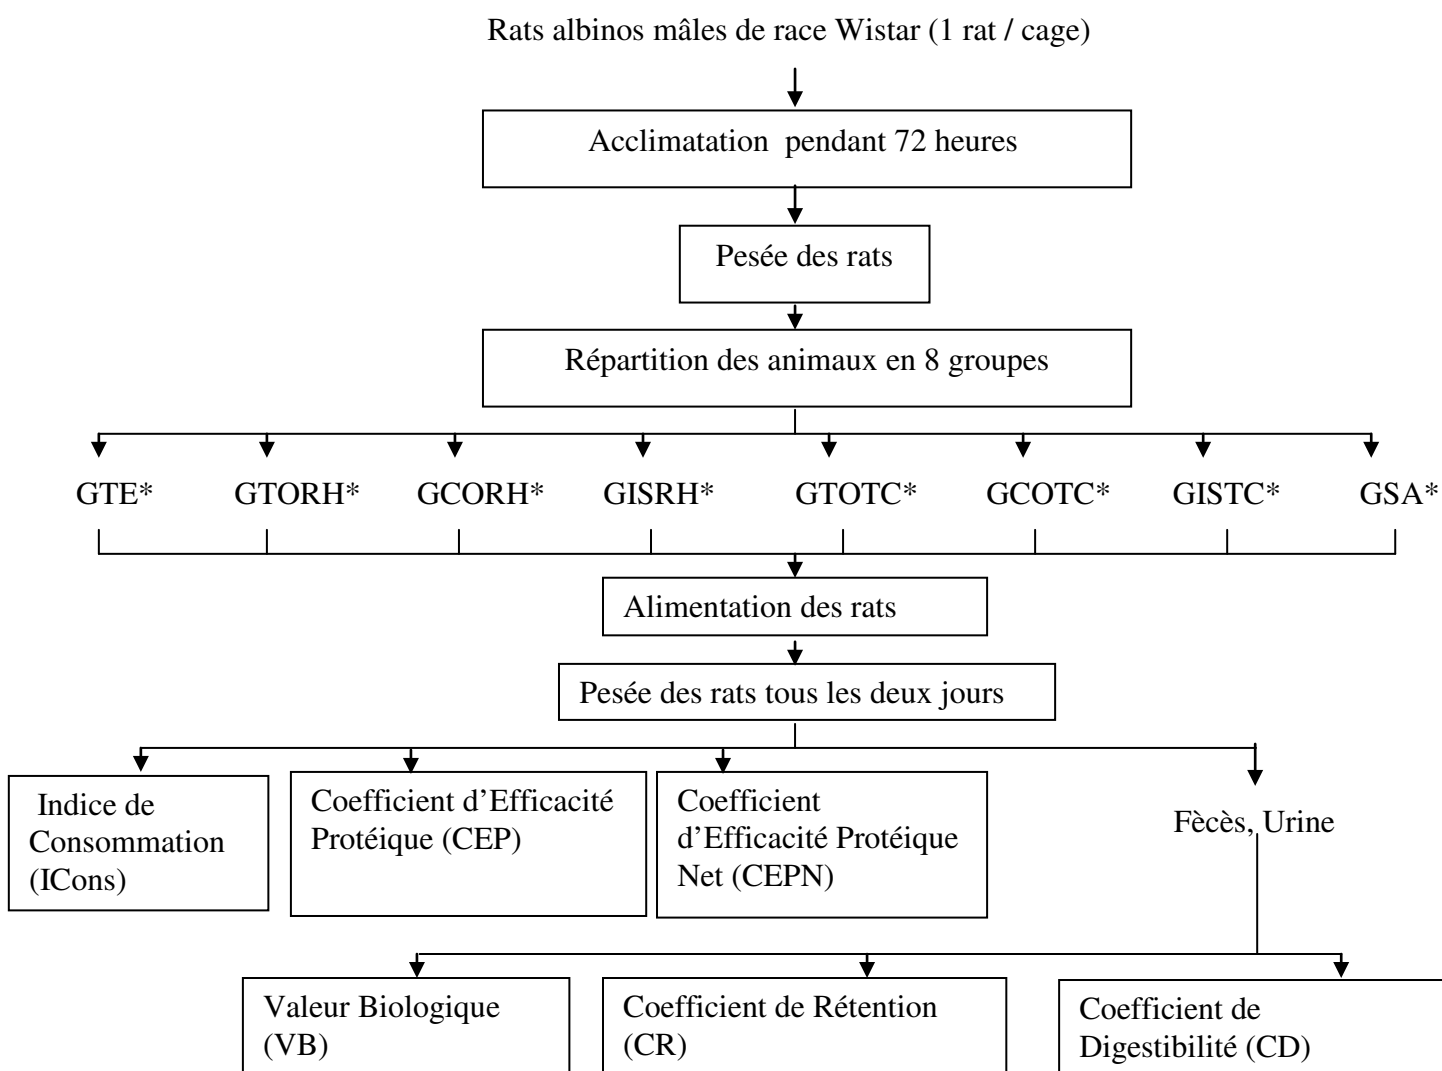 Rats albinos mâles de race Wistar (1 rat / cage)
Acclimatation pendant 72 heures
Pesée des rats
Répartition des animaux en 8 groupes
GTE* GTORH* GCORH* GISRH* GTOTC* GCOTC* GISTC* GSA*
Alimentation des rats
Pesée des rats tous les deux jours
Indice de
Consommation
(ICons)
Coefficient d’Efficacité
Protéique (CEP)
Coefficient
d’Efficacité Protéique
Net (CEPN)
Fècès, Urine
Valeur Biologique
(VB)
Coefficient de Rétention
(CR)
Coefficient de
Digestibilité (CD)